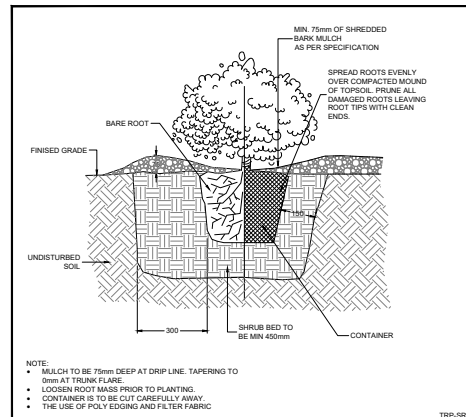 MIN. 75mm OF SHREDDED
BARK MULCH
AS PER SPECIFICATION
SPREAD ROOTS EVENLY
OVER COMPACTED MOUND
OF TOPSOIL. PRUNE ALL
DAMAGED ROOTS LEAVING
ROOT TIPS WITH CLEAN
ENDS.
BARE ROOT
FINISED GRADE
150
UNDISTURBED
SOIL
300
SHRUB BED TO
BE MIN 450mm
CONTAINER
NOTE:
• MULCH TO BE 75mm DEEP AT DRIP LINE. TAPERING TO
0mm AT TRUNK FLARE.
• LOOSEN ROOT MASS PRIOR TO PLANTING.
• CONTAINER IS TO BE CUT CAREFULLY AWAY.
• THE USE OF POLY EDGING AND FILTER FABRIC